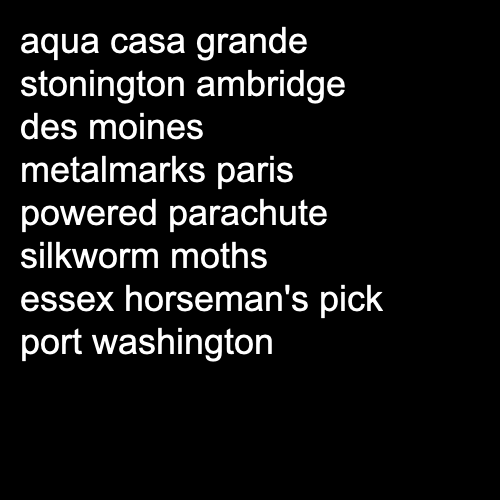 aqua casa grande
stonington ambridge
des moines
metalmarks paris
powered parachute
silkworm moths
essex horseman's pick
port washington